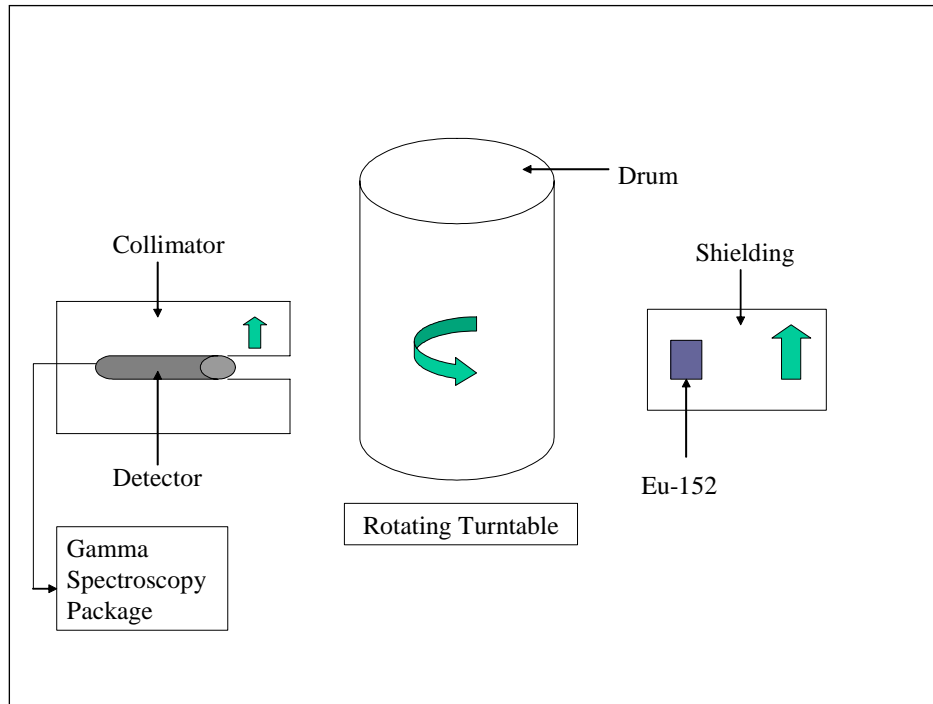 Drum
Collimator
Shielding
Detector
Eu-152
Rotating Turntable
Gamma
Spectroscopy
Package